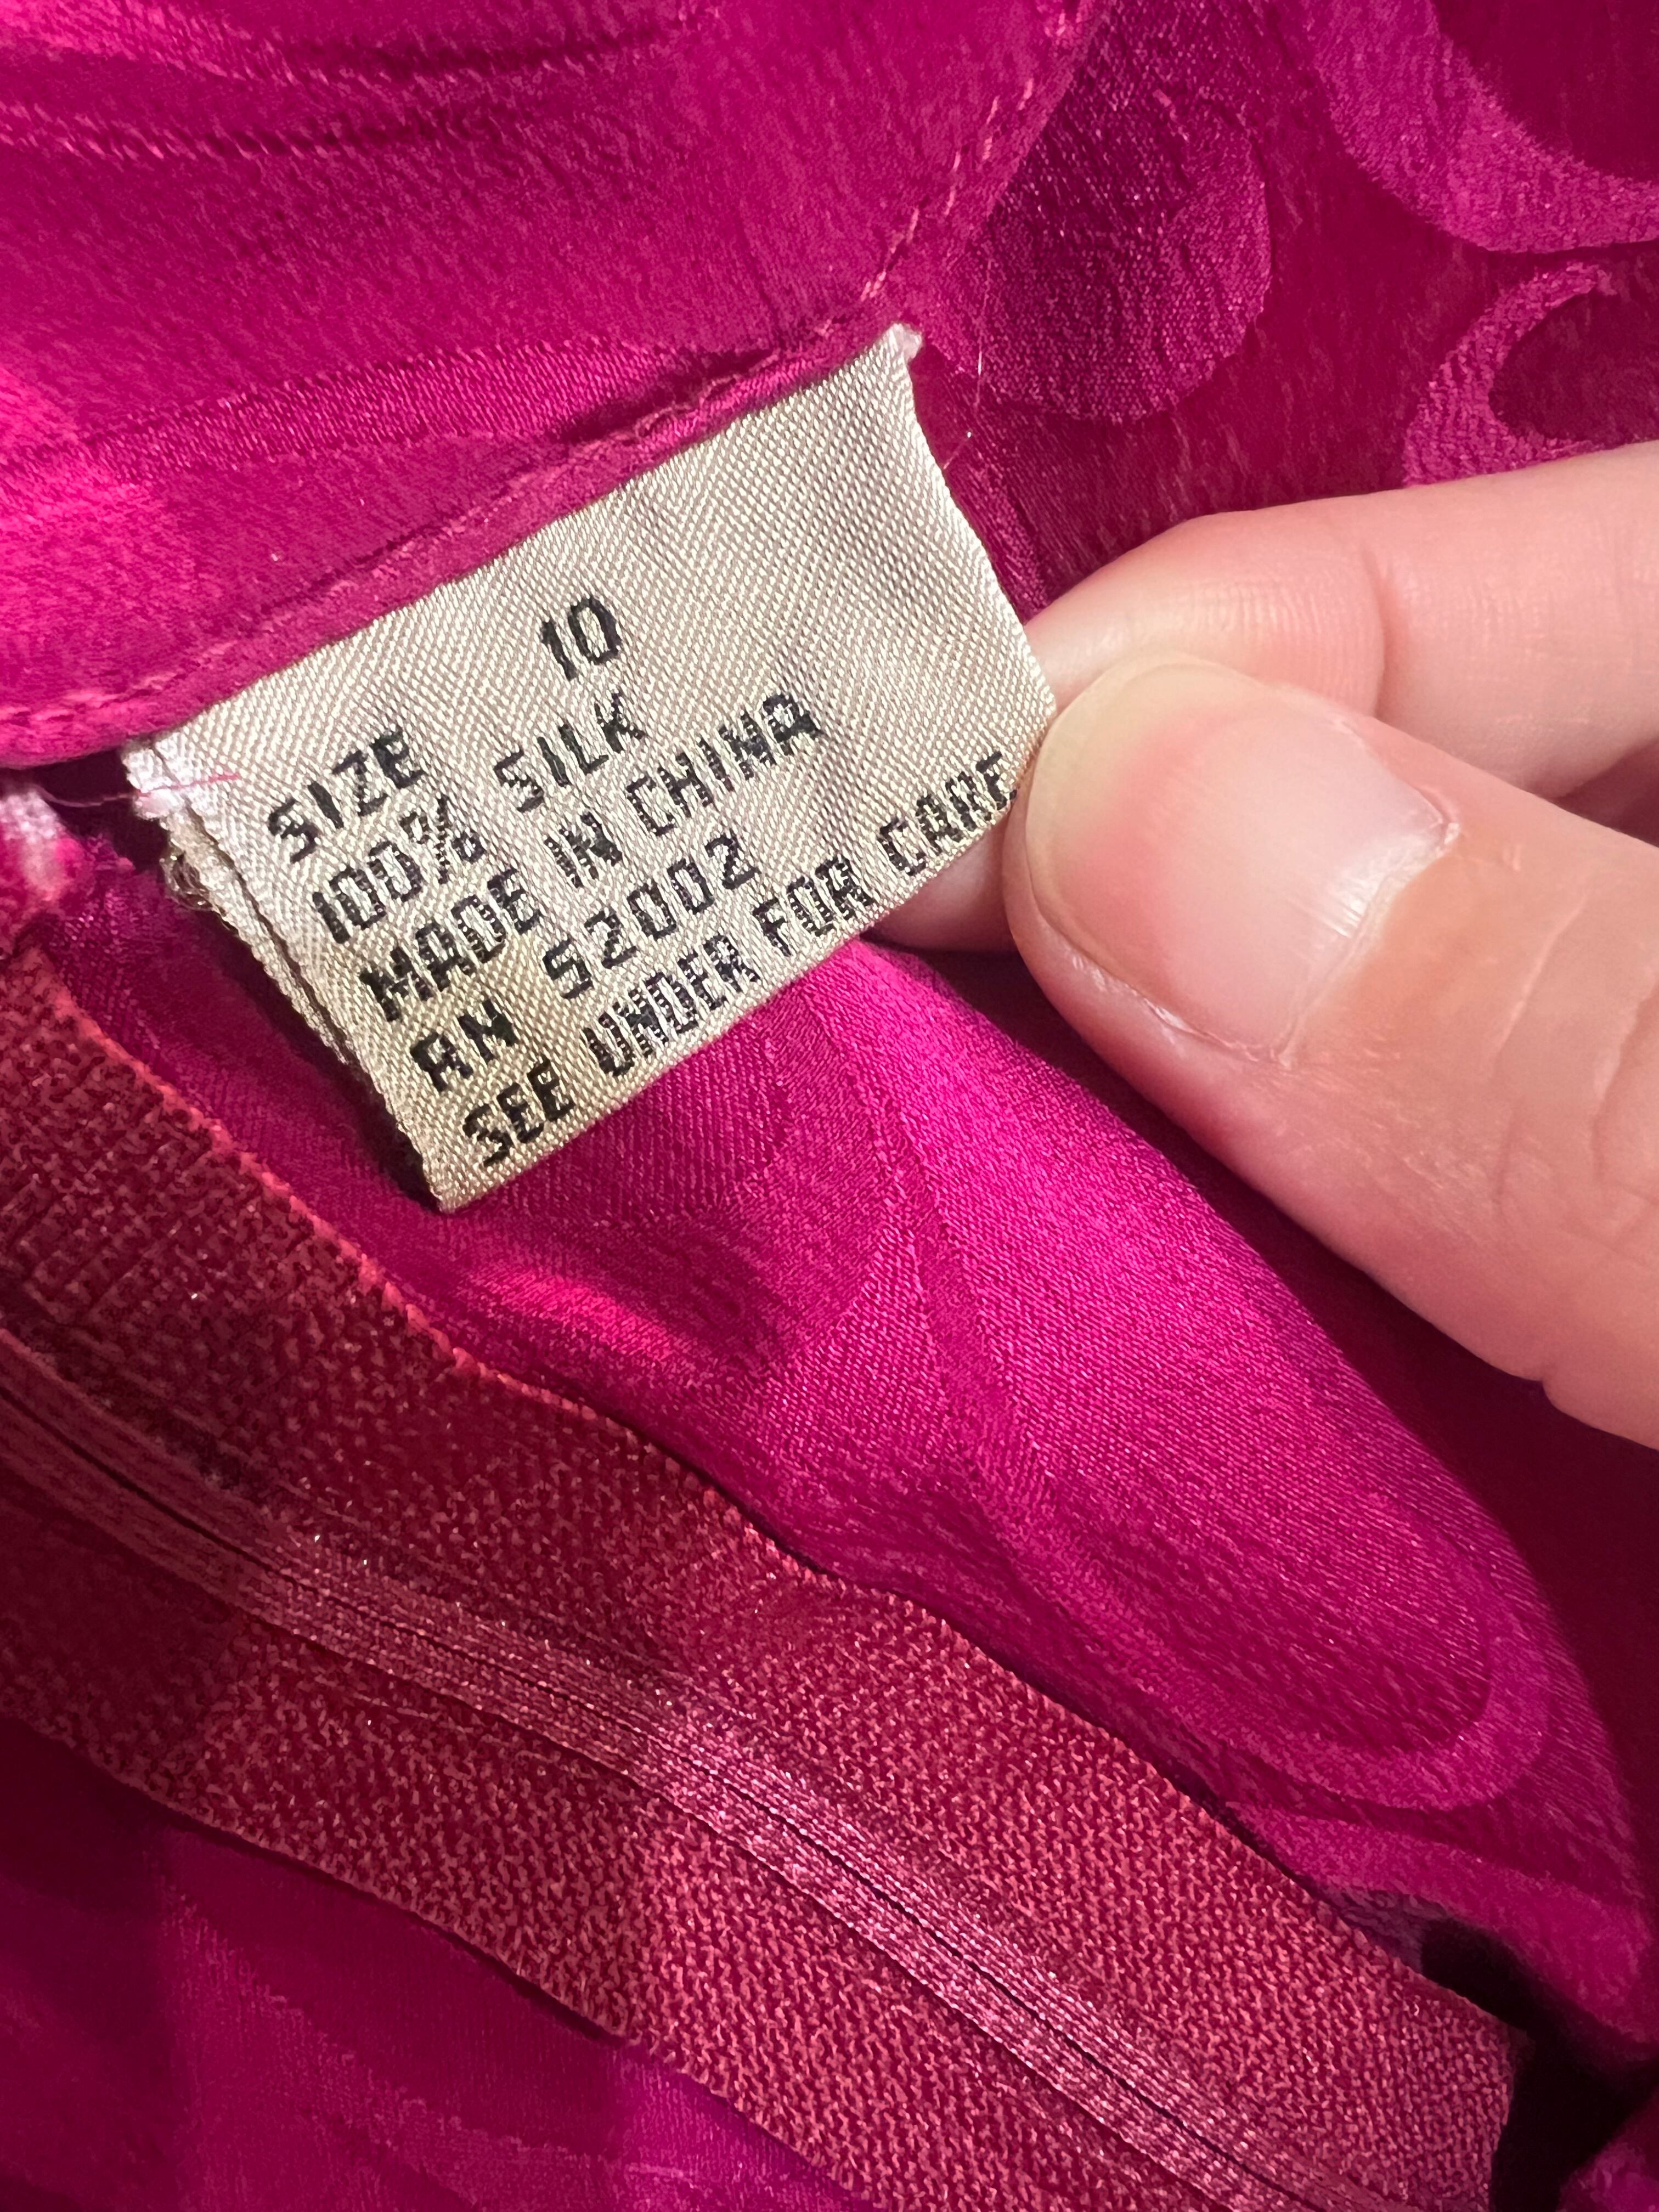 SIZE 10
100% SILK
MADE IN CHINA
RN 52002
SEE UNDER FOR CARE